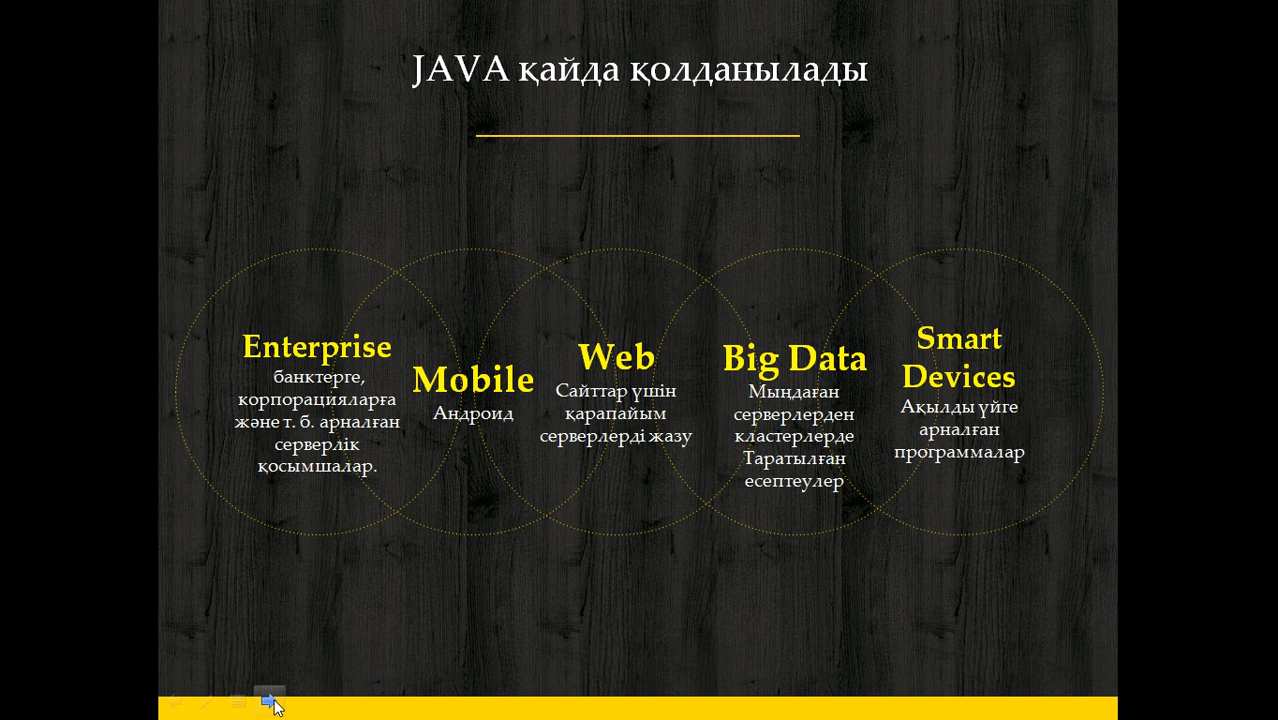 JAVA қайда қолданылады
Enterprise
банктерге,
корпорацияларға
және т. б. арналған
серверлік
қосымшалар.
Mobile
Андроид
Web
Сайттар үшін
қарапайым
серверлерді жазу
Big Data
Мыңдаған
серверлерден
кластерлерде
Таратылған
есептеулер
Smart
Devices
Ақылды үйге
арналған
программалар